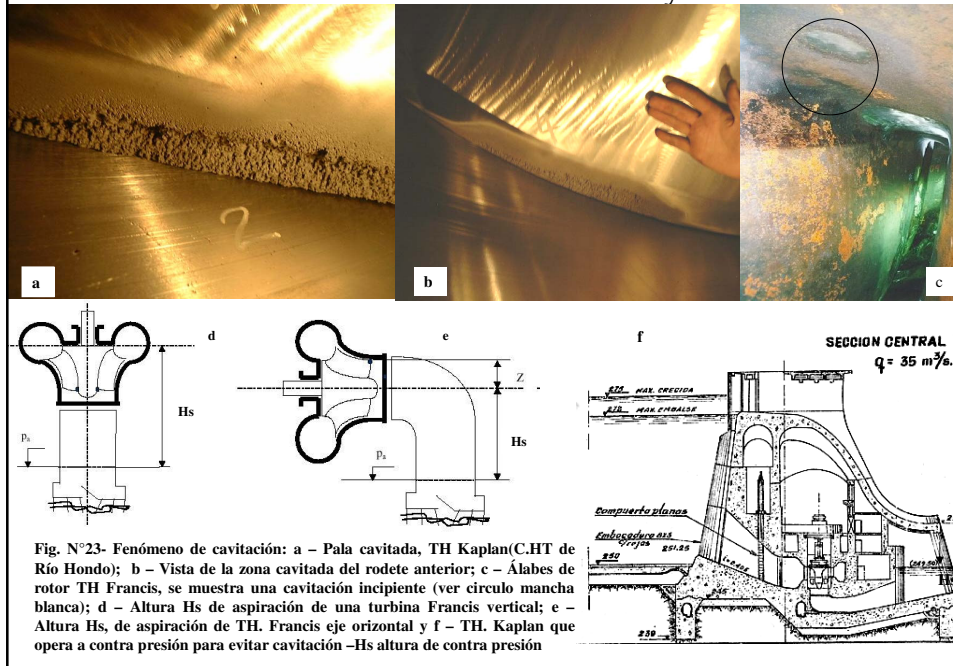 2
a
b
c
d
e
f
Hs
pₐ
Z
Hs
pₐ
SECCION CENTRAL
q = 35 m³/s.
275 MAX. CRECIDA
MAX. EMBALSE
Compuerta planas
Embocadura
251.25
250
245
239
Hs
Fig. N°23- Fenómeno de cavitación: a – Pala cavitada, TH Kaplan(C.HT de
Río Hondo); b – Vista de la zona cavitada del rodete anterior; c – Álabes de
rotor TH Francis, se muestra una cavitación incipiente (ver circulo mancha
blanca); d – Altura Hs de aspiración de una turbina Francis vertical; e –
Altura Hs, de aspiración de TH. Francis eje orizontal y f – TH. Kaplan que
opera a contra presión para evitar cavitación –Hs altura de contra presión